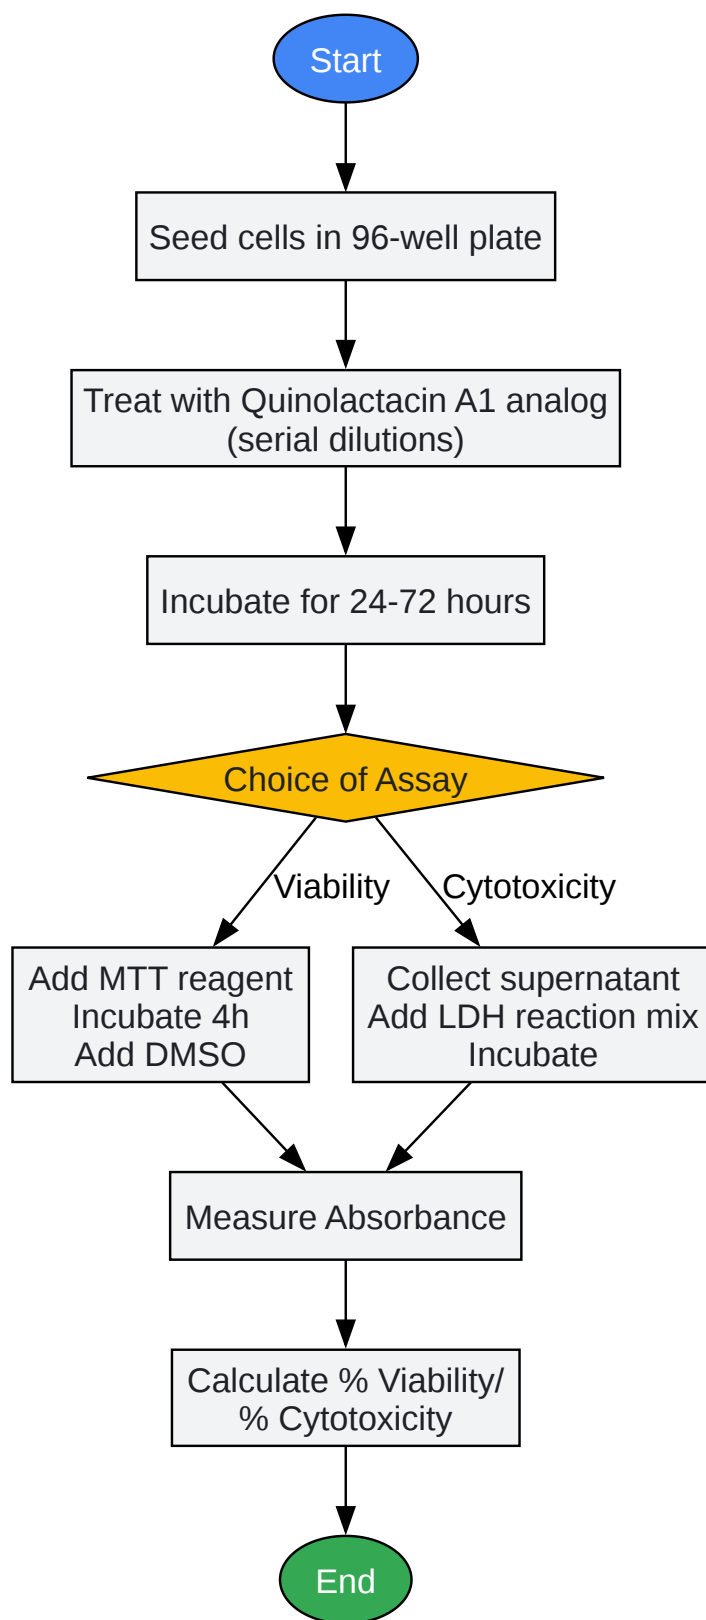 Start
Seed cells in 96-well plate
Treat with Quinolactacin A1 analog
(serial dilutions)
Incubate for 24-72 hours
Choice of Assay
Viability
Cytotoxicity
Add MTT reagent
Incubate 4h
Add DMSO
Collect supernatant
Add LDH reaction mix
Incubate
Measure Absorbance
Calculate % Viability/
% Cytotoxicity
End